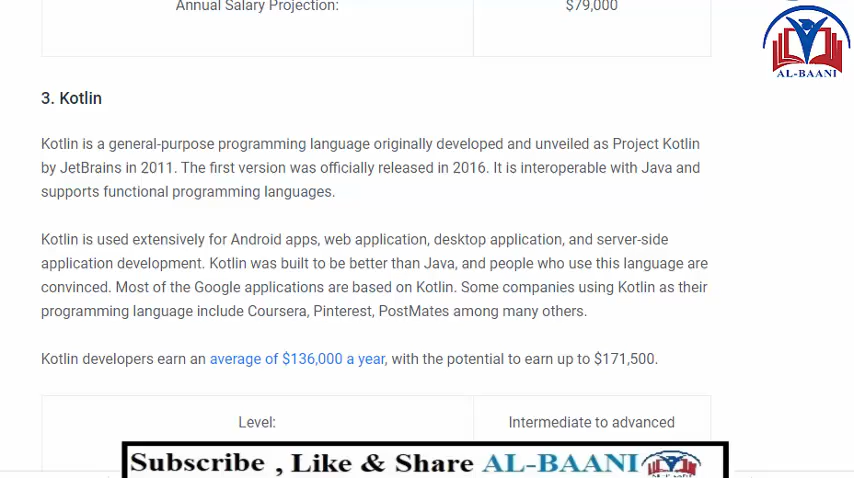 Annual Salary Projection: $79,000
AL-BAANI
3. Kotlin
Kotlin is a general-purpose programming language originally developed and unveiled as Project Kotlin
by JetBrains in 2011. The first version was officially released in 2016. It is interoperable with Java and
supports functional programming languages.
Kotlin is used extensively for Android apps, web application, desktop application, and server-side
application development. Kotlin was built to be better than Java, and people who use this language are
convinced. Most of the Google applications are based on Kotlin. Some companies using Kotlin as their
programming language include Coursera, Pinterest, PostMates among many others.
Kotlin developers earn an average of $136,000 a year, with the potential to earn up to $171,500.
Level: Intermediate to advanced
Subscribe , Like & Share AL-BAANI